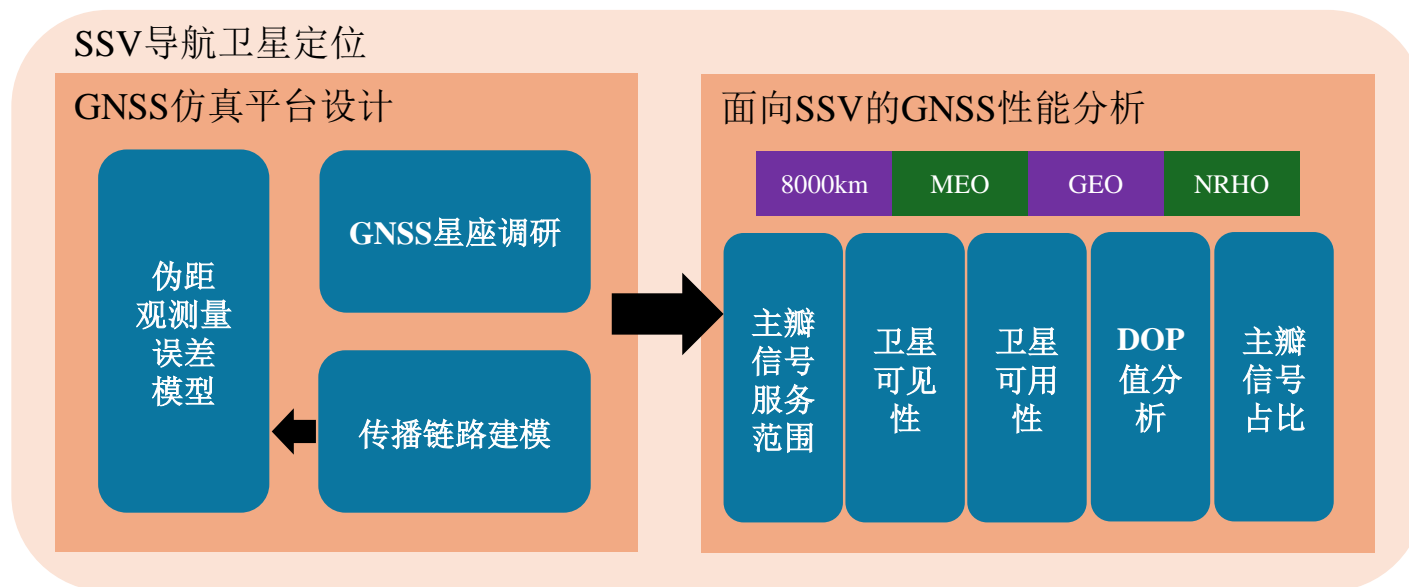 SSV导航卫星定位
GNSS仿真平台设计
伪距
观测量
误差
模型
GNSS星座调研
传播链路建模
面向SSV的GNSS性能分析
8000km
MEO
GEO
NRHO
主瓣
信号
服务
范围
卫星
可见
性
卫星
可用
性
DOP
值分
析
主瓣
信号
占比